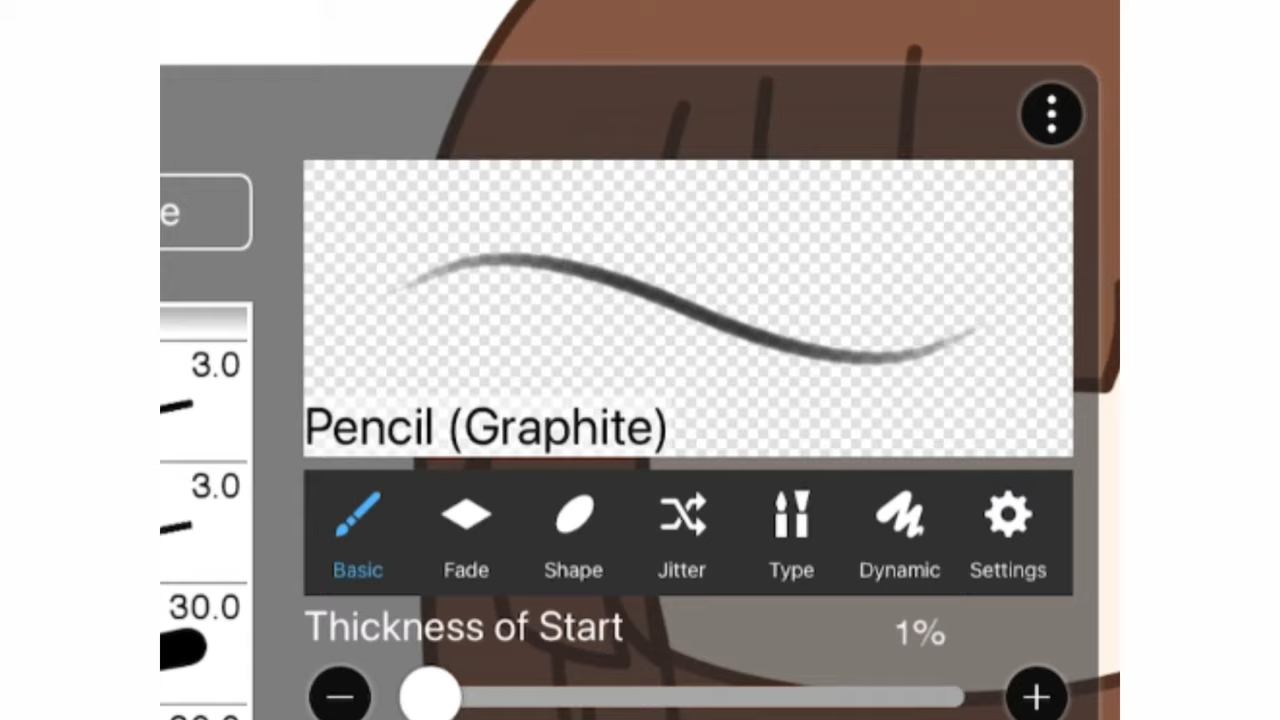 e
3.0
3.0
30.0
Pencil (Graphite)
Basic Fade Shape Jitter Type Dynamic Settings
Thickness of Start 1%